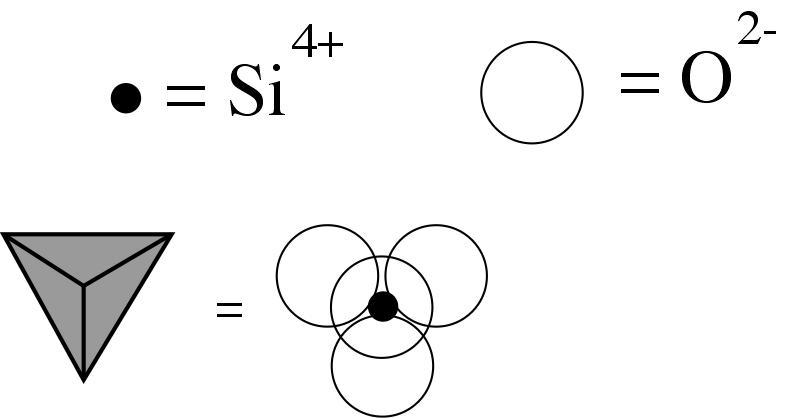 = Si⁴⁺
= O²⁻
=